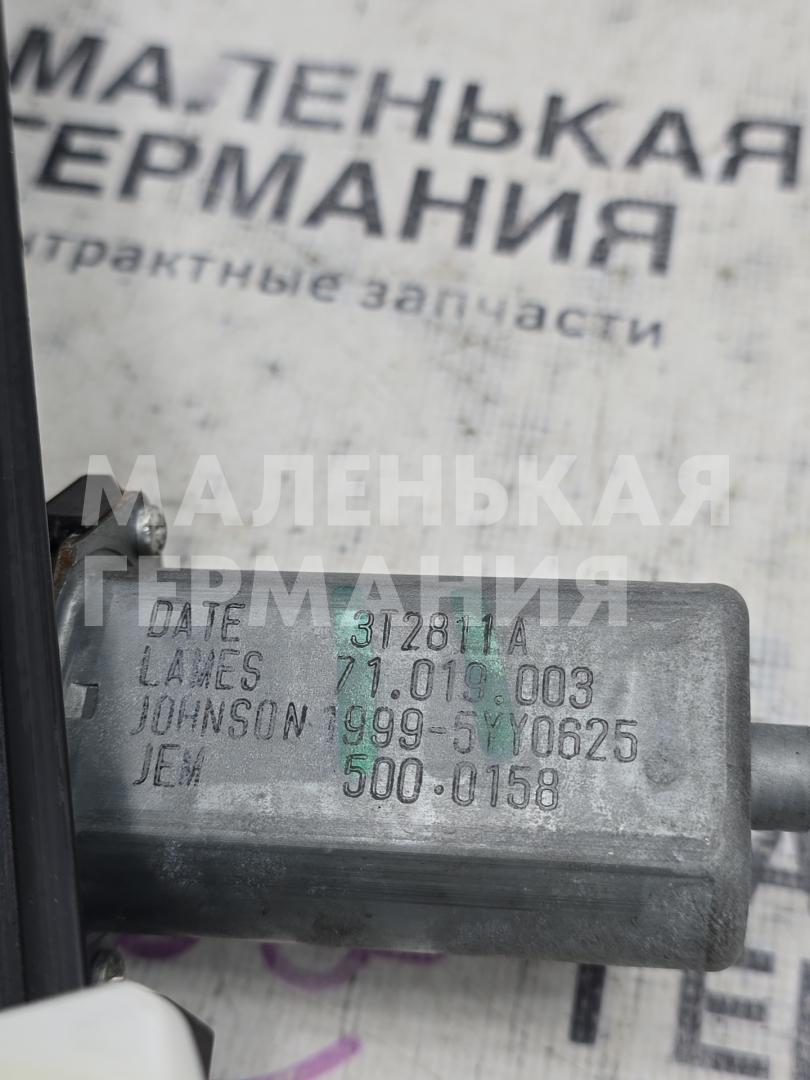 МАЛЕНЬКАЯ
ГЕРМАНИЯ
нтрактные запчасти
МАЛЕНЬКАЯ
ГЕРМАНИЯ
DATE 3T2811A
LAMES 71.019.003
JOHNSON 1999-5YY0625
JEM 500.0158